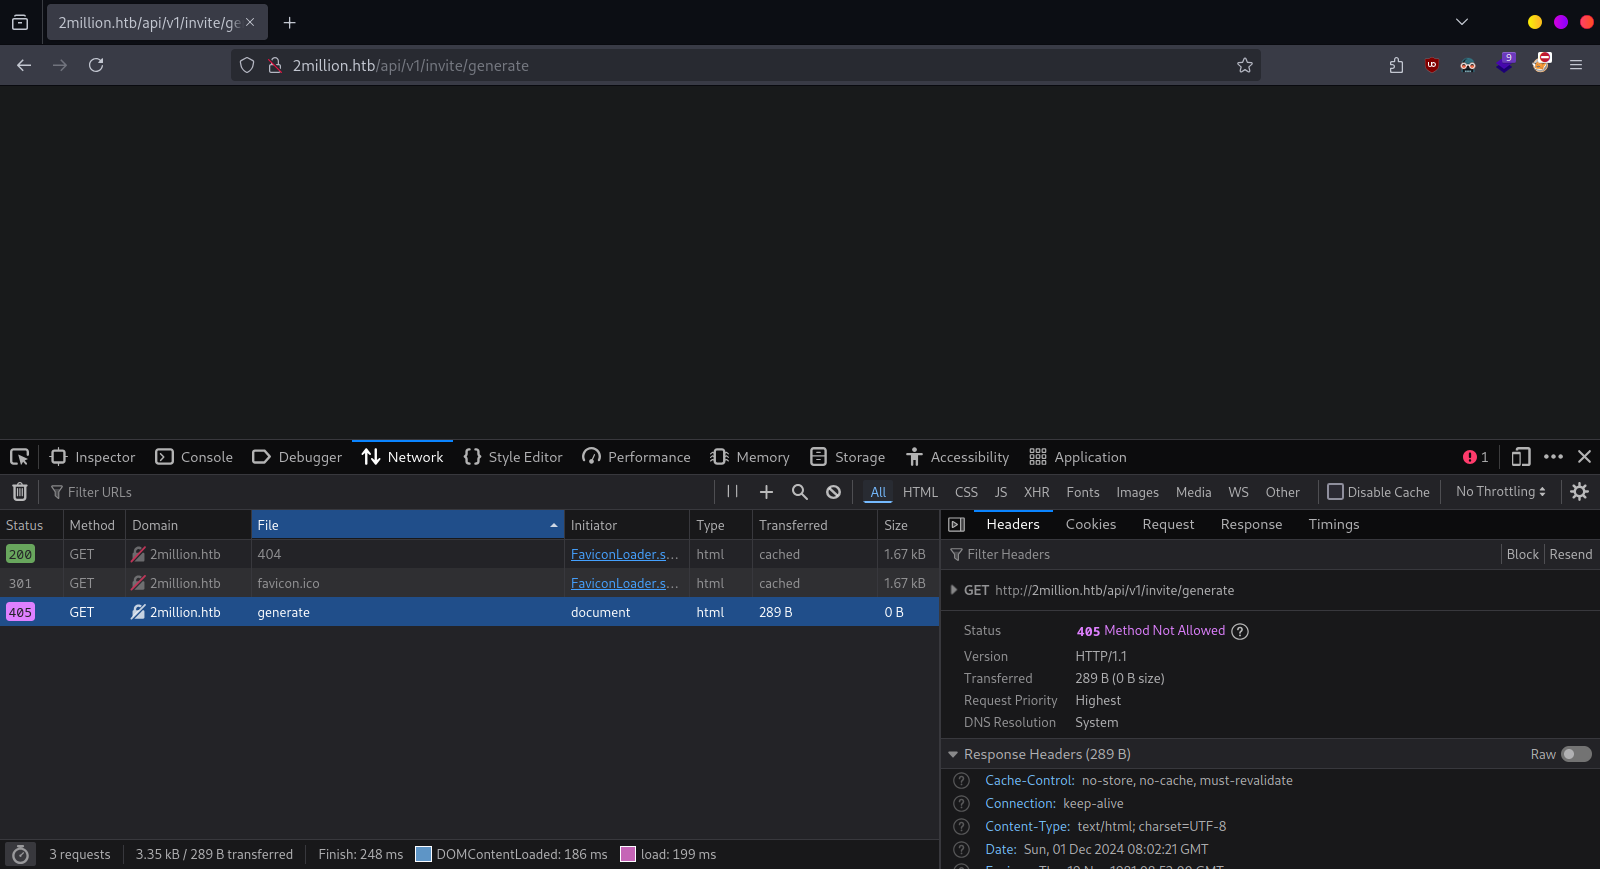 2million.htb/api/v1/invite/ge
2million.htb/api/v1/invite/generate
9
Inspector Console Debugger Network Style Editor Performance Memory Storage Accessibility Application 1
Filter URLs All HTML CSS JS XHR Fonts Images Media WS Other Disable Cache No Throttling
Status Method Domain File Initiator Type Transferred Size
200 GET 2million.htb 404 FaviconLoader.s… html cached 1.67 kB
301 GET 2million.htb favicon.ico FaviconLoader.s… html cached 1.67 kB
405 GET 2million.htb generate document html 289 B 0 B
3 requests 3.35 kB / 289 B transferred Finish: 248 ms DOMContentLoaded: 186 ms load: 199 ms
Headers Cookies Request Response Timings
Filter Headers Block Resend
GET http://2million.htb/api/v1/invite/generate
Status 405 Method Not Allowed ?
Version HTTP/1.1
Transferred 289 B (0 B size)
Request Priority Highest
DNS Resolution System
Response Headers (289 B) Raw
? Cache-Control: no-store, no-cache, must-revalidate
? Connection: keep-alive
? Content-Type: text/html; charset=UTF-8
? Date: Sun, 01 Dec 2024 08:02:21 GMT